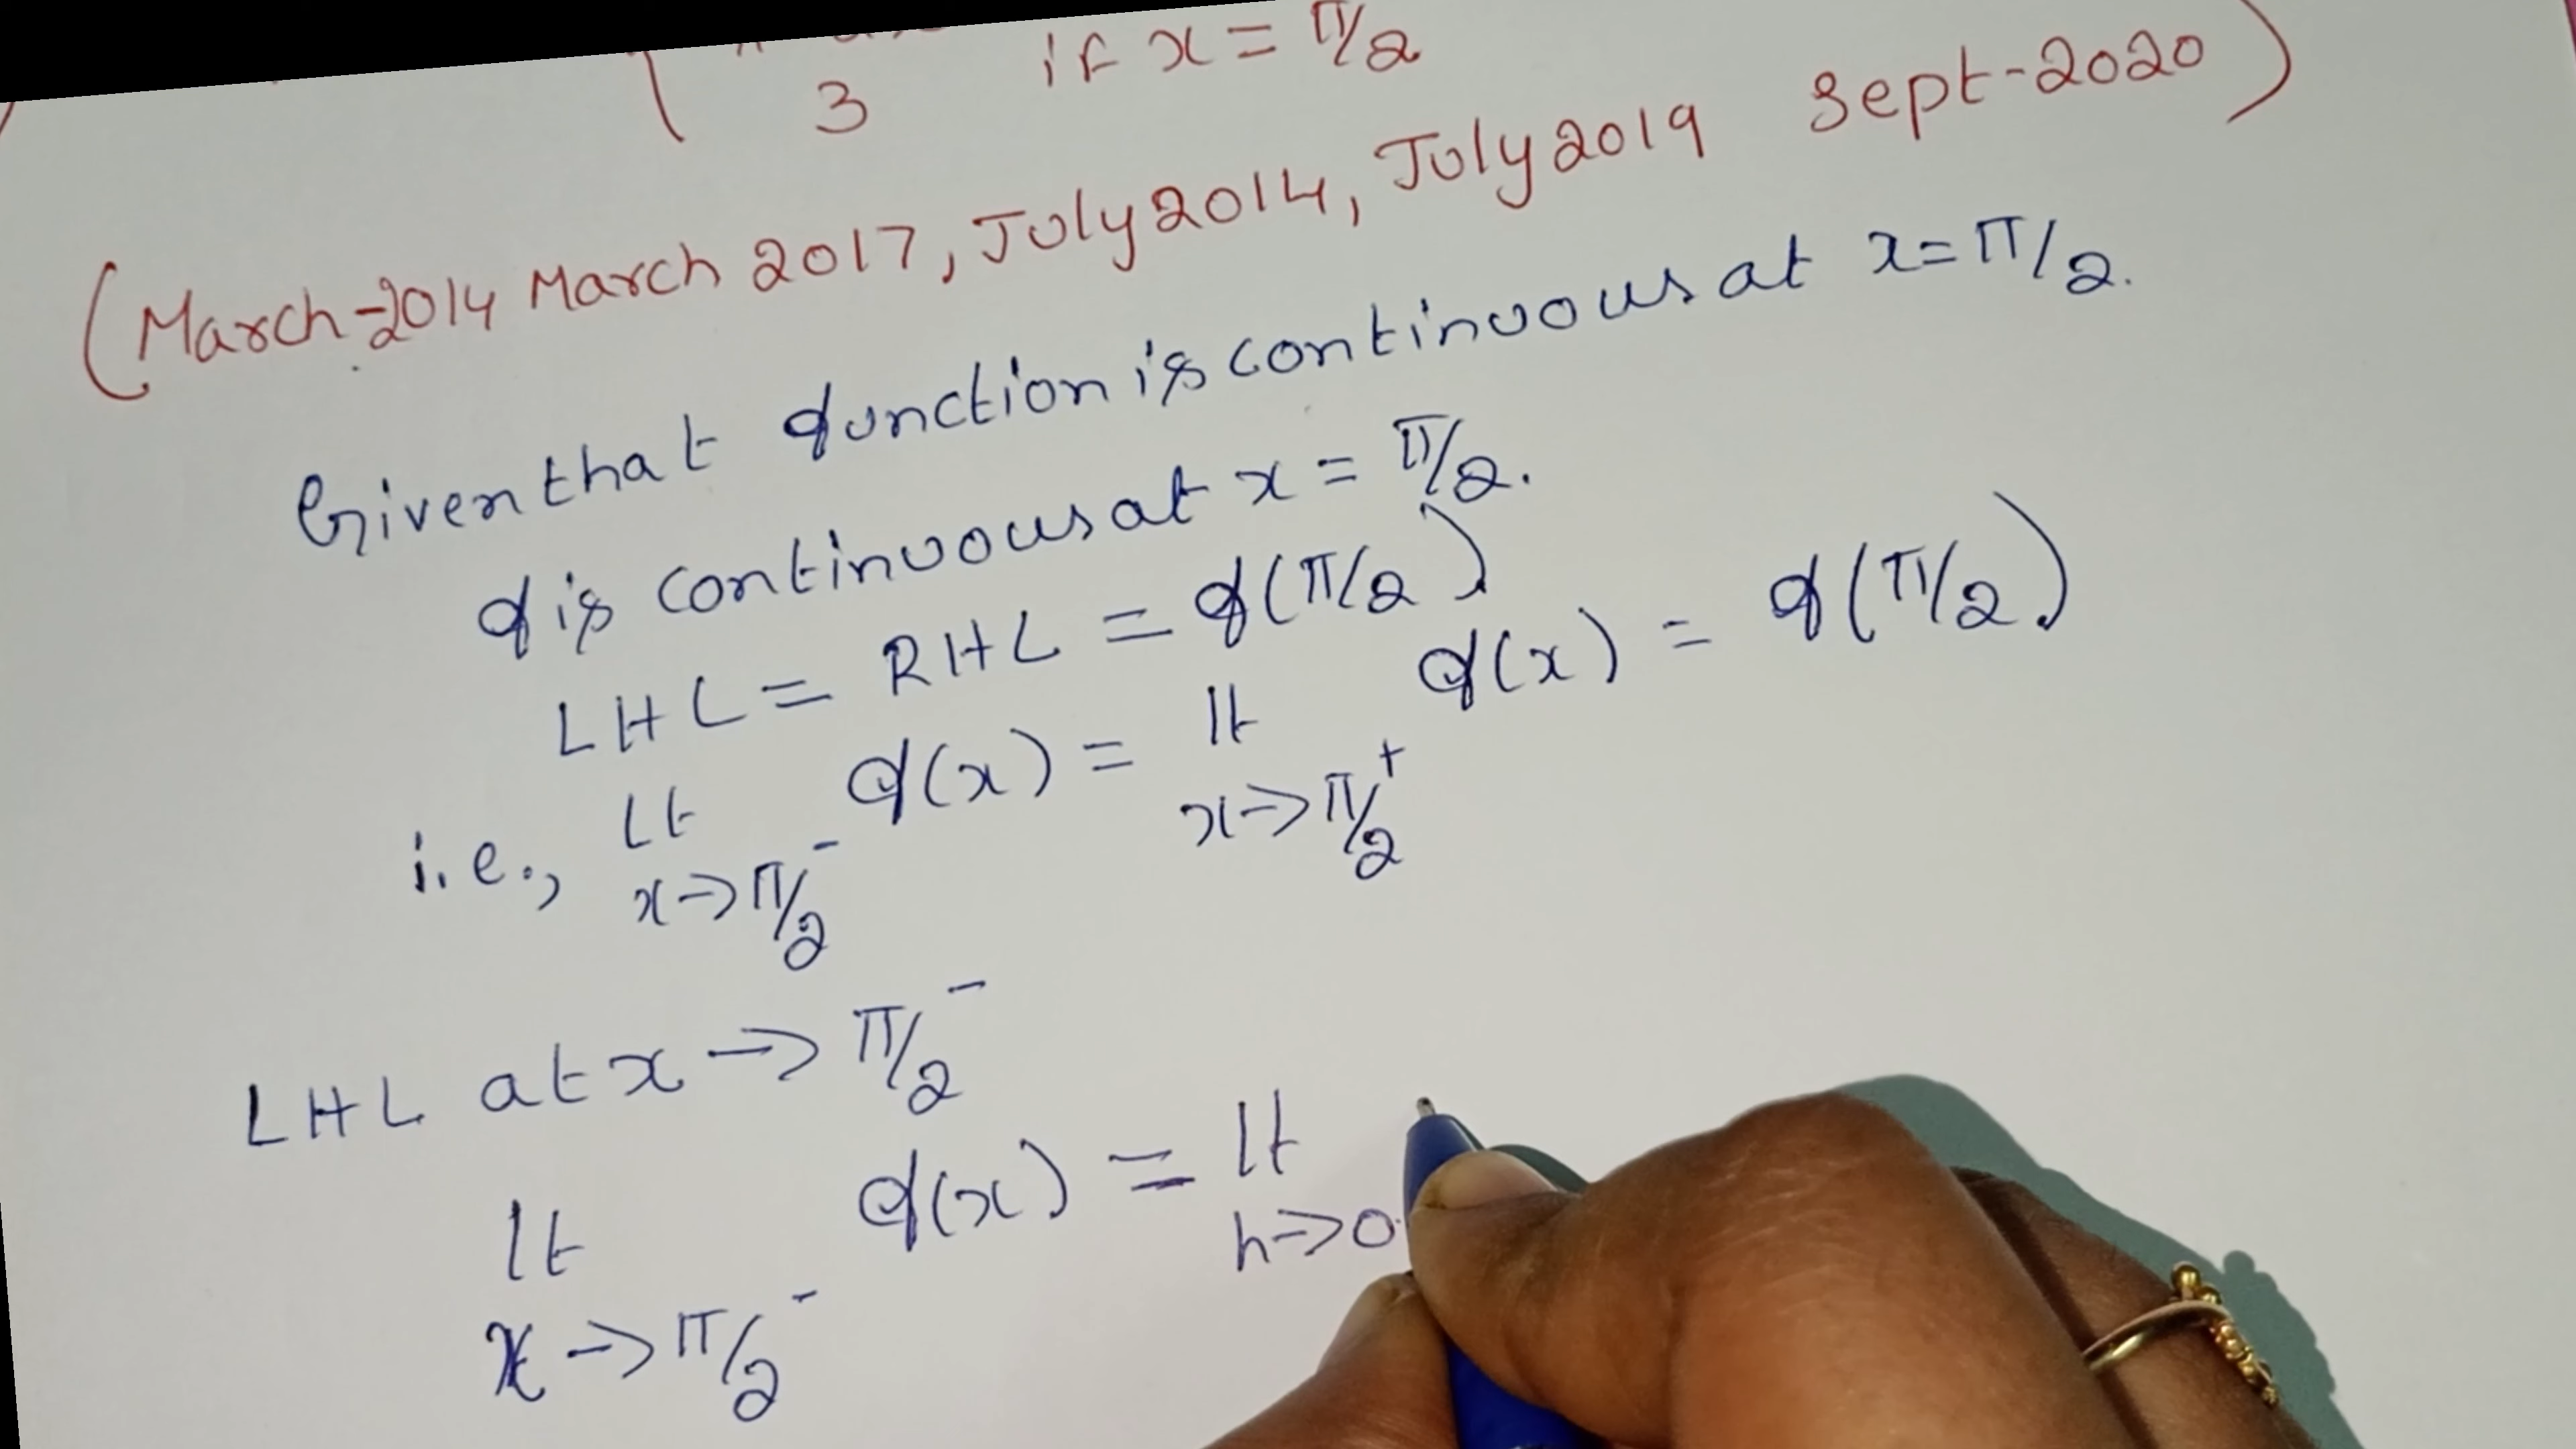 3 if x = π/2
(March-2014 March 2017, July 2014, July 2019 Sept-2020)
Given that function is continuous at x = π/2.
f is continuous at x = π/2.
LHL = RHL = f(π/2)
i.e., Lt x->π/2⁻ f(x) = lt x->π/2⁺ f(x) = f(π/2)
LHL at x -> π/2⁻
lt x->π/2⁻ f(x) = lt h->0